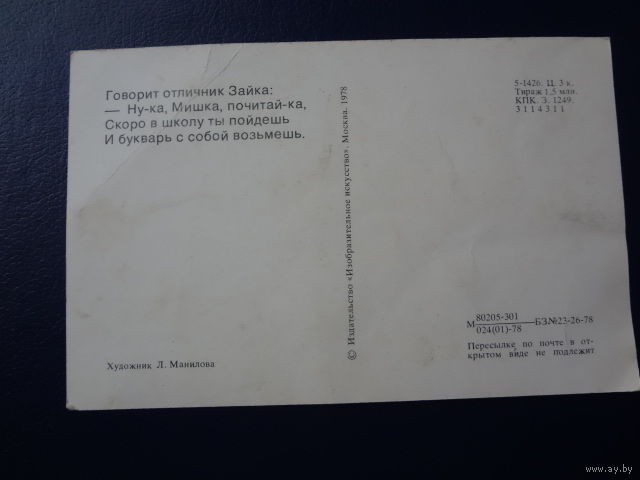 Говорит отличник Зайка:
— Ну-ка, Мишка, почитай-ка,
Скоро в школу ты пойдешь
И букварь с собой возьмешь.
Художник Л. Манилова
© Издательство «Изобразительное искусство». Москва. 1978
5-1426. Ц. 3 к.
Тираж 1,5 млн.
КПК. З. 1249.
3114311
80205-301
М БЗ№23-26-78
024(01)-78
Пересылке по почте в от-
крытом виде не подлежит
www.ay.by